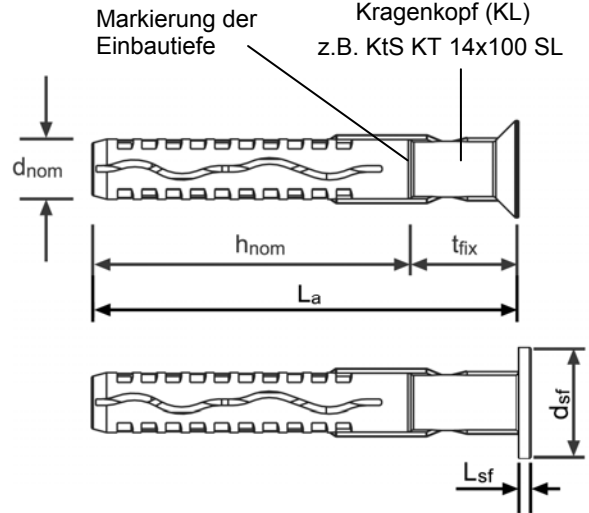 Markierung der
Einbautiefe
Kragenkopf (KL)
z.B. KtS KT 14x100 SL
dnom
hnom
tfix
La
dsf
Lsf